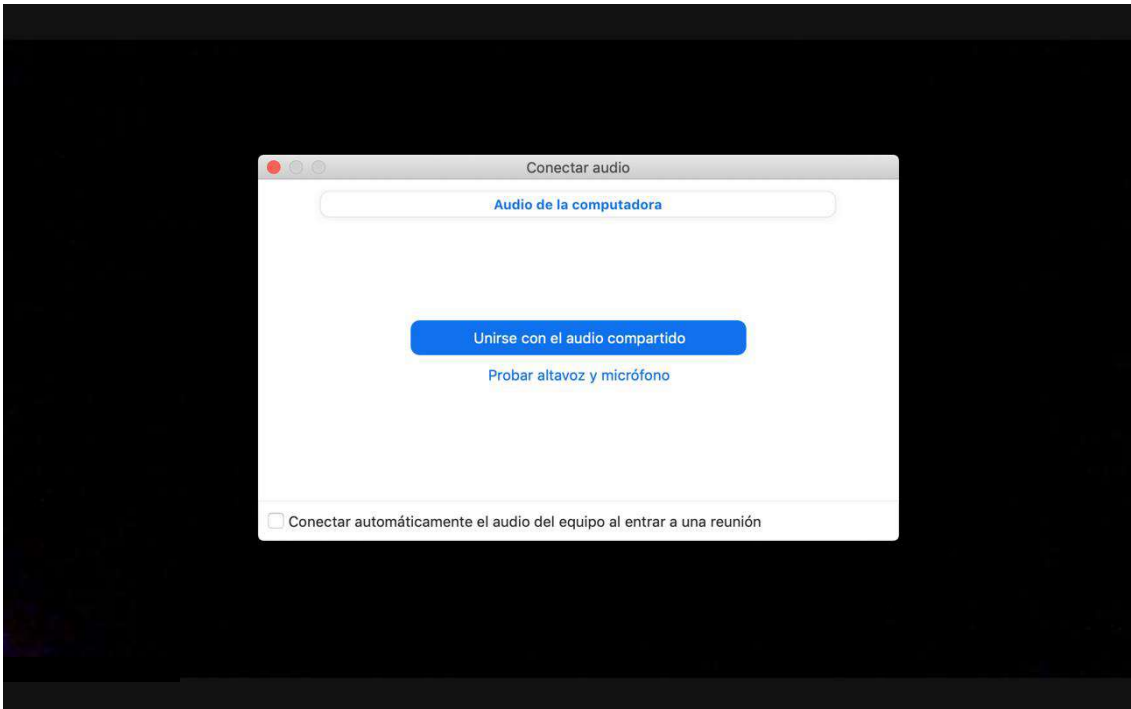 Conectar audio
Audio de la computadora
Unirse con el audio compartido
Probar altavoz y micrófono
Conectar automáticamente el audio del equipo al entrar a una reunión